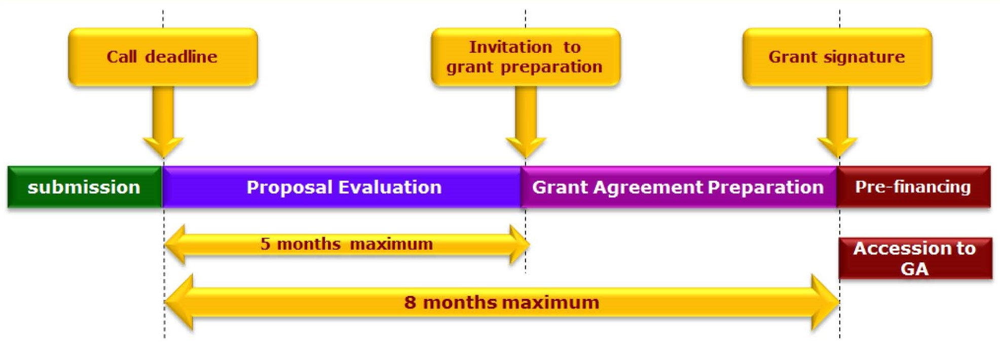 Call deadline
Invitation to
grant preparation
Grant signature
submission
Proposal Evaluation
Grant Agreement Preparation
Pre-financing
5 months maximum
Accession to
GA
8 months maximum